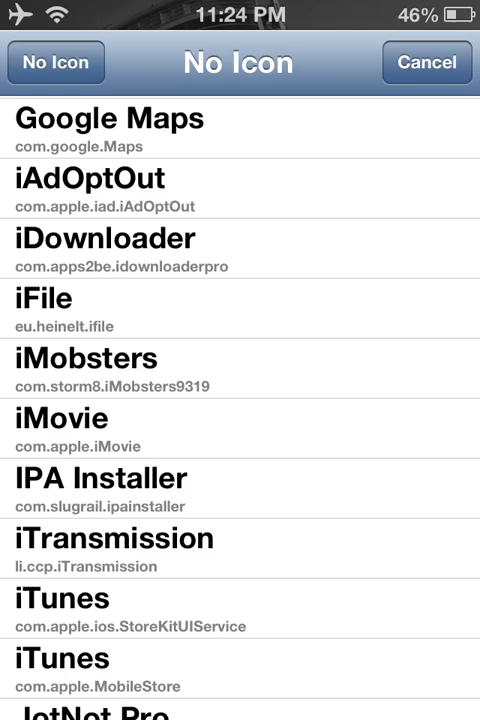 11:24 PM
46%
No Icon
No Icon
Cancel
Google Maps
com.google.Maps
iAdOptOut
com.apple.iad.iAdOptOut
iDownloader
com.apps2be.idownloaderpro
iFile
eu.heinelt.ifile
iMobsters
com.storm8.iMobsters9319
iMovie
com.apple.iMovie
IPA Installer
com.slugrail.ipainstaller
iTransmission
li.ccp.iTransmission
iTunes
com.apple.ios.StoreKitUIService
iTunes
com.apple.MobileStore
JotNot Pro